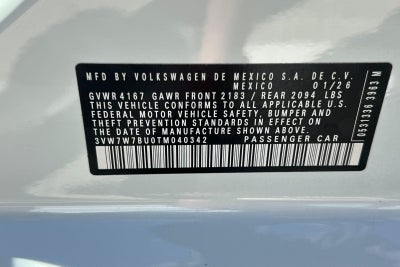 MFD BY VOLKSWAGEN DE MEXICO S.A. DE C.V.
MEXICO 01/26
GVWR 4167 GAWR FRONT 2183 / REAR 2094 LBS
THIS VEHICLE CONFORMS TO ALL APPLICABLE U.S.
FEDERAL MOTOR VEHICLE SAFETY, BUMPER AND
THEFT PREVENTION STANDARDS IN EFFECT ON
THE DATE OF MANUFACTURE SHOWN ABOVE.
3VW7W7BU0TM040342 PASSENGER CAR
0531336 3963 M